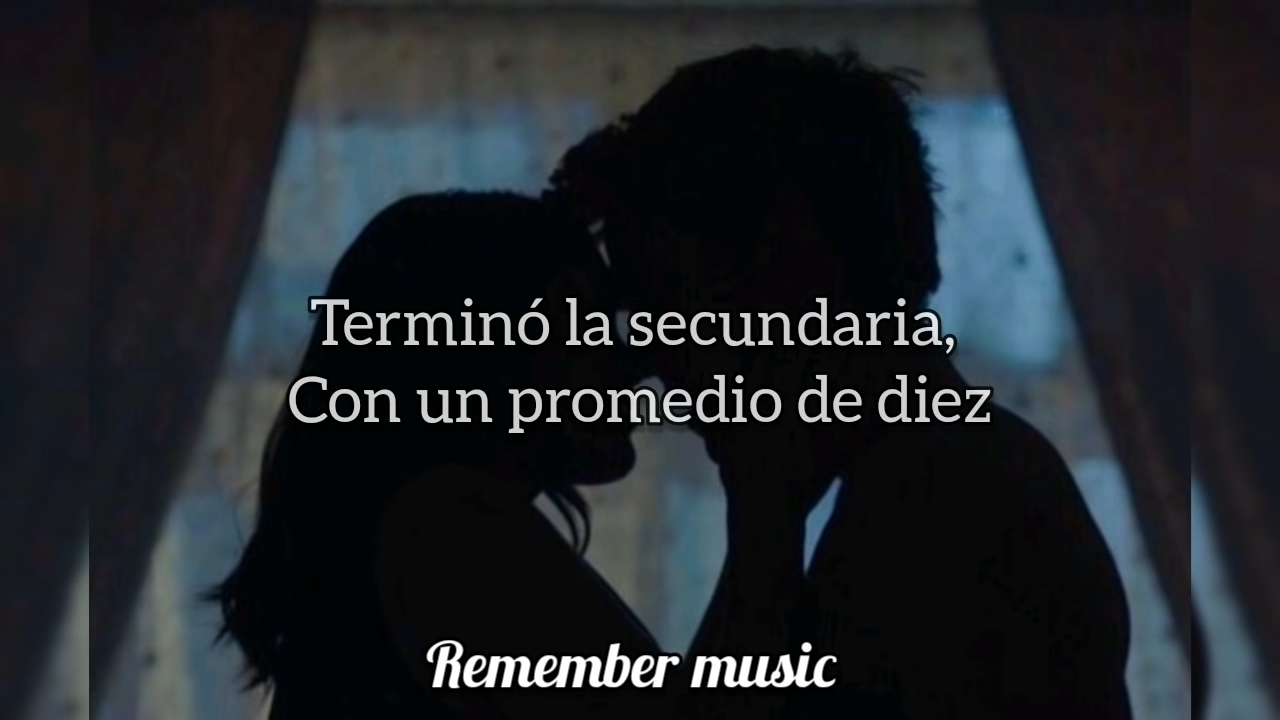 Terminó la secundaria,
Con un promedio de diez
Remember music